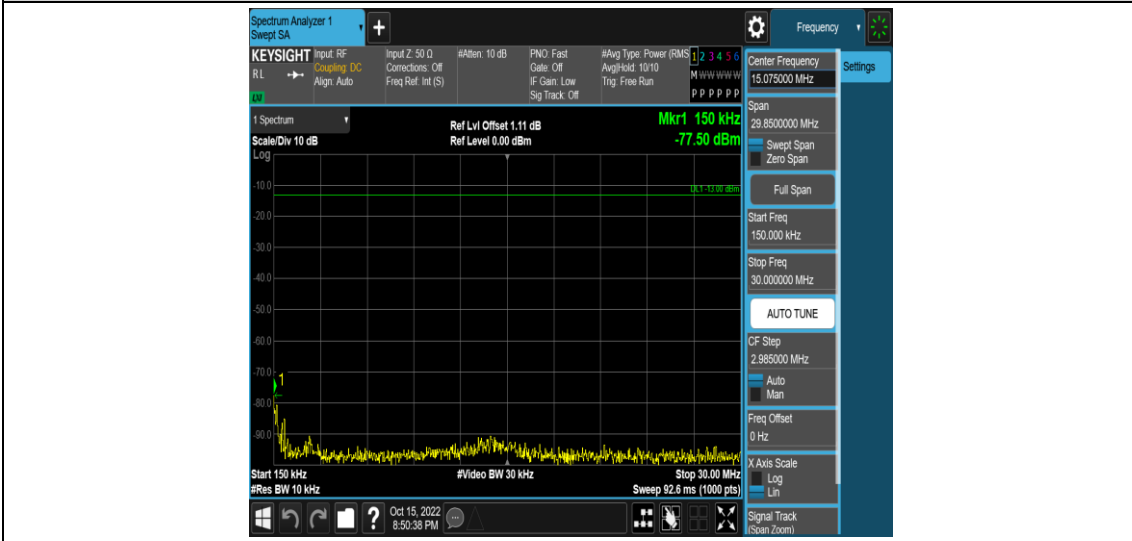 Spectrum Analyzer 1
Swept SA
+
Frequency
KEYSIGHT
RL
Input: RF
Coupling: DC
Align: Auto
Input Z: 50 Ω
Corrections: Off
Freq Ref: Int (S)
#Atten: 10 dB
PNO: Fast
Gate: Off
IF Gain: Low
Sig Track: Off
#Avg Type: Power (RMS
Avg|Hold: 10/10
Trig: Free Run
1 2 3 4 5 6
M W W W W W
P P P P P P
1 Spectrum
Scale/Div 10 dB
Log
Ref Lvl Offset 1.11 dB
Ref Level 0.00 dBm
Mkr1 150 kHz
-77.50 dBm
DL1 -13.00 dBm
-10.0
-20.0
-30.0
-40.0
-50.0
-60.0
-70.0
1
-80.0
-90.0
Start 150 kHz
#Video BW 30 kHz
Stop 30.00 MHz
#Res BW 10 kHz
Sweep 92.6 ms (1000 pts)
?
Oct 15, 2022
8:50:38 PM
Center Frequency
15.075000 MHz
Settings
Span
29.8500000 MHz
Swept Span
Zero Span
Full Span
Start Freq
150.000 kHz
Stop Freq
30.000000 MHz
AUTO TUNE
CF Step
2.985000 MHz
Auto
Man
Freq Offset
0 Hz
X Axis Scale
Log
Lin
Signal Track
(Span Zoom)